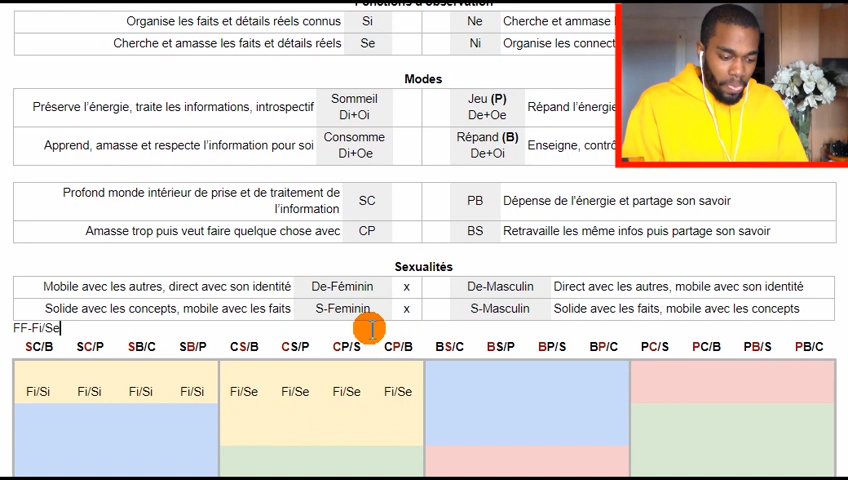 Fonctions d'observation
Organise les faits et détails réels connus Si Ne Cherche et ammase
Cherche et amasse les faits et détails réels Se Ni Organise les connect
Modes
Préserve l'énergie, traite les informations, introspectif Sommeil Di+Oi Jeu (P) De+Oe Répand l'énergie
Apprend, amasse et respecte l'information pour soi Consomme Di+Oe Répand (B) De+Oi Enseigne, contrô
Profond monde intérieur de prise et de traitement de l'information SC PB Dépense de l'énergie et partage son savoir
Amasse trop puis veut faire quelque chose avec CP BS Retravaille les même infos puis partage son savoir
Sexualités
Mobile avec les autres, direct avec son identité De-Féminin x De-Masculin Direct avec les autres, mobile avec son identité
Solide avec les concepts, mobile avec les faits S-Feminin x S-Masculin Solide avec les faits, mobile avec les concepts
FF-Fi/Se
SC/B SC/P SB/C SB/P CS/B CS/P CP/S CP/B BS/C BS/P BP/S BP/C PC/S PC/B PB/S PB/C
Fi/Si Fi/Si Fi/Si Fi/Si Fi/Se Fi/Se Fi/Se Fi/Se